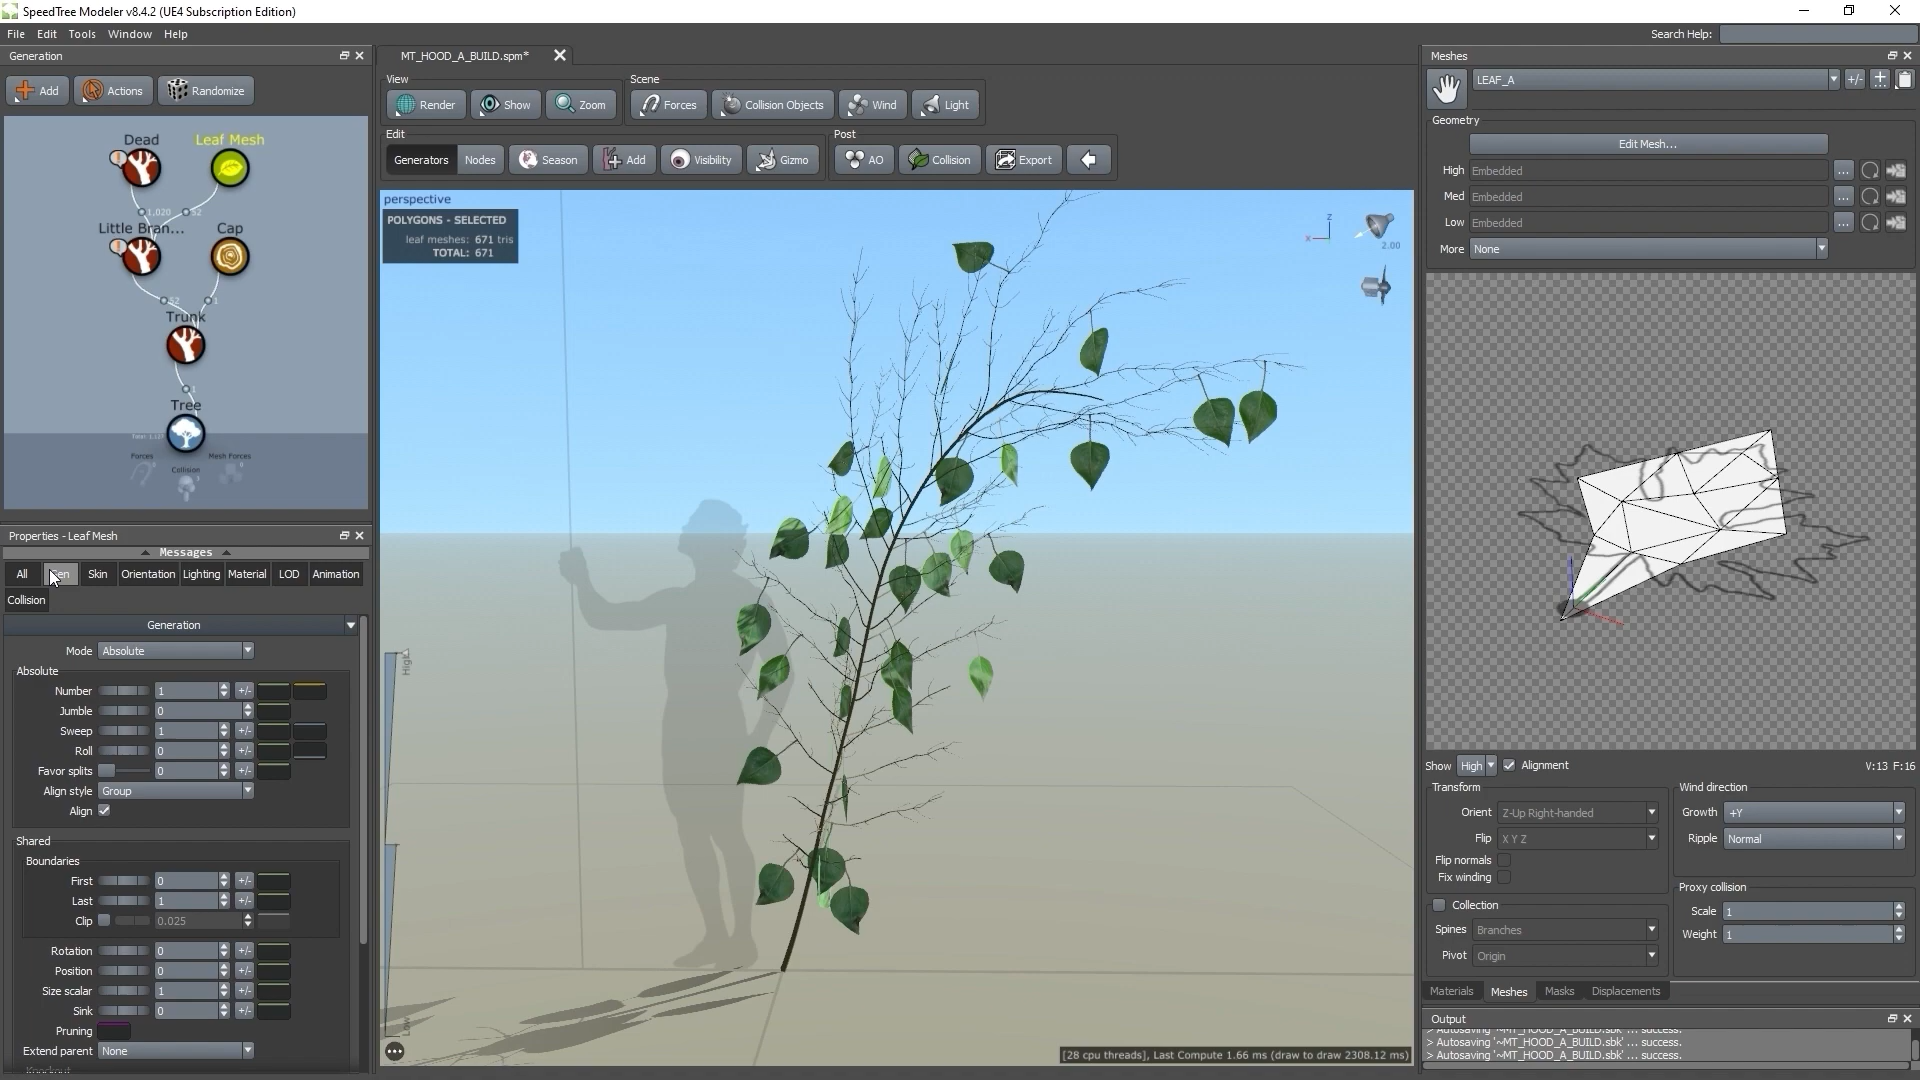 SpeedTree Modeler v8.4.2 (UE4 Subscription Edition)
File Edit Tools Window Help
Search Help:
Generation
Add Actions Randomize
Dead
Leaf Mesh
1,020
52
Little Bran...
Cap
52
1
Trunk
1
Tree
Forces
Mesh Forces
Collision
Properties - Leaf Mesh
Messages
All Skin Orientation Lighting Material LOD Animation
Collision
Generation
Mode Absolute
Absolute
Number 1 +/-
Jumble 0
Sweep 1 +/-
Roll 0 +/-
Favor splits 0 +/-
Align style Group
Align
Shared
Boundaries
First 0 +/-
Last 1 +/-
Clip 0.025
Rotation 0 +/-
Position 0 +/-
Size scalar 1 +/-
Sink 0 +/-
Pruning
Extend parent None
MT_HOOD_A_BUILD.spm*
View
Render Show Zoom
Scene
Forces Collision Objects Wind Light
Edit
Generators Nodes Season Add Visibility Gizmo
Post
AO Collision Export
perspective
POLYGONS - SELECTED
leaf meshes: 671 tris
TOTAL: 671
z
x
2.00
High
Low
[28 cpu threads], Last Compute 1.66 ms (draw to draw 2308.12 ms)
Meshes
LEAF_A
+/-
Geometry
Edit Mesh...
High Embedded ...
Med Embedded ...
Low Embedded ...
More None
Show High Alignment
V:13 F:16
Transform
Orient Z-Up Right-handed
Flip X Y Z
Flip normals
Fix winding
Collection
Spines Branches
Pivot Origin
Wind direction
Growth +Y
Ripple Normal
Proxy collision
Scale 1
Weight 1
Materials Meshes Masks Displacements
Output
> Autosaving '~MT_HOOD_A_BUILD.sbk' ... success.
> Autosaving '~MT_HOOD_A_BUILD.sbk' ... success.
> Autosaving '~MT_HOOD_A_BUILD.sbk' ... success.